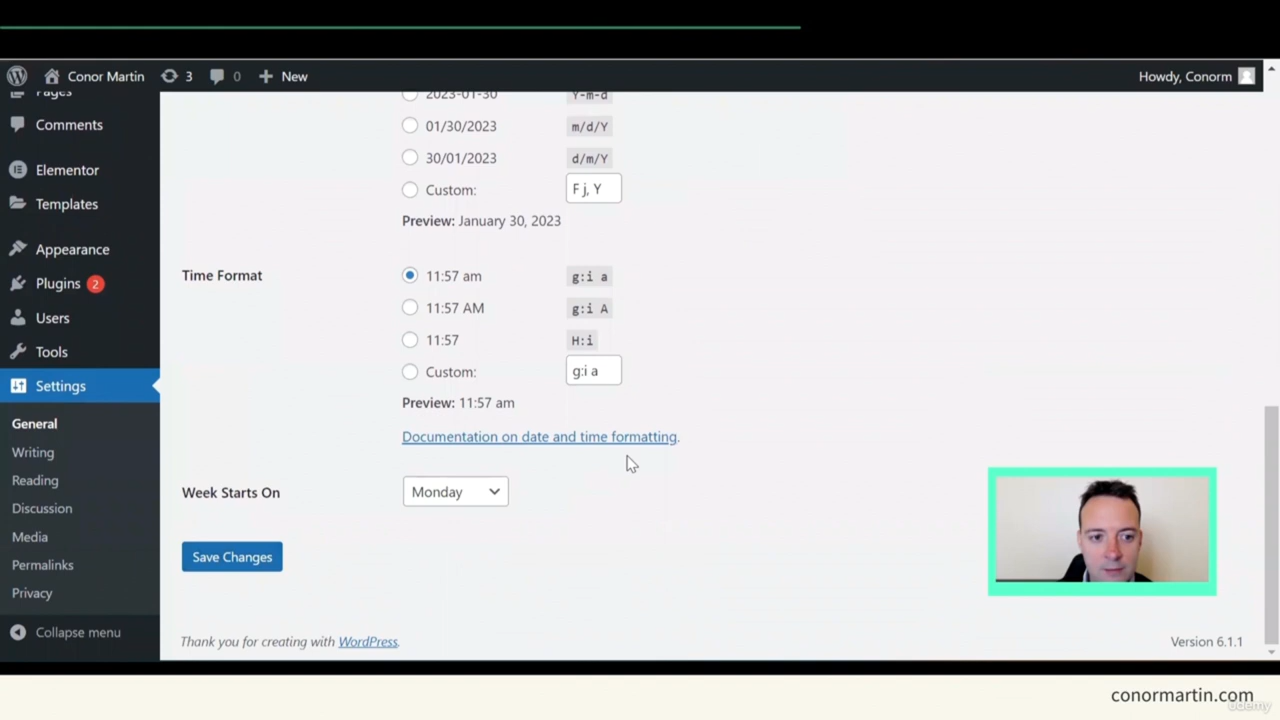 Conor Martin 3 0 New Howdy, Conorm
Pages
Comments
Elementor
Templates
Appearance
Plugins 2
Users
Tools
Settings
General
Writing
Reading
Discussion
Media
Permalinks
Privacy
Collapse menu
2023-01-30 Y-m-d
01/30/2023 m/d/Y
30/01/2023 d/m/Y
Custom: F j, Y
Preview: January 30, 2023
Time Format
11:57 am g:i a
11:57 AM g:i A
11:57 H:i
Custom: g:i a
Preview: 11:57 am
Documentation on date and time formatting.
Week Starts On Monday
Save Changes
Thank you for creating with WordPress. Version 6.1.1
conormartin.com
udemy